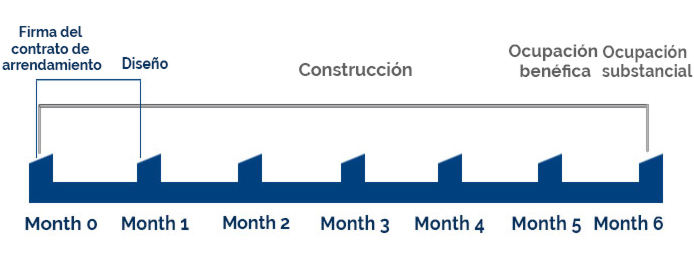 Firma del
contrato de
arrendamiento
Diseño
Construcción
Ocupación
benéfica
Ocupación
substancial
Month 0
Month 1
Month 2
Month 3
Month 4
Month 5
Month 6